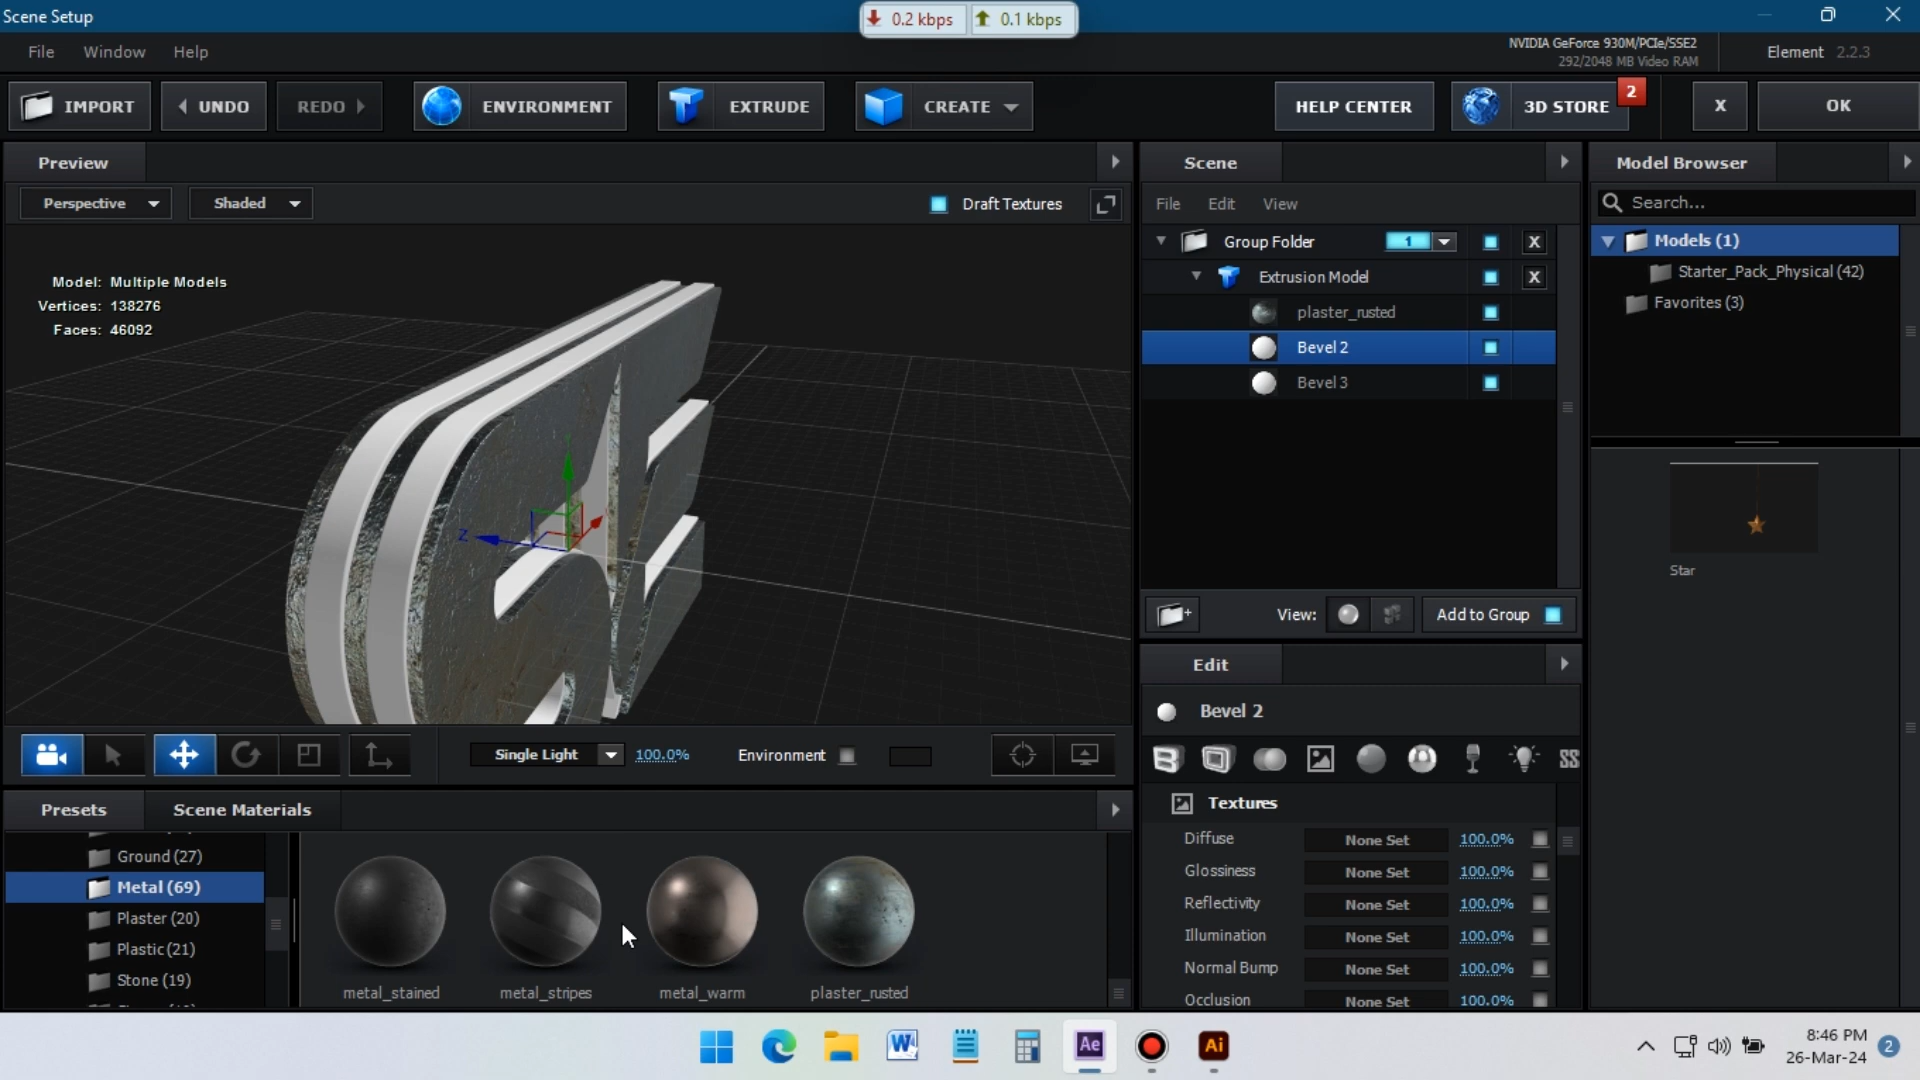 Scene Setup
0.2 kbps 0.1 kbps
File Window Help
NVIDIA GeForce 930M/PCIe/SSE2
292/2048 MB Video RAM
Element 2.2.3
IMPORT UNDO REDO ENVIRONMENT EXTRUDE CREATE HELP CENTER 3D STORE 2 X OK
Preview
Perspective Shaded Draft Textures
Model: Multiple Models
Vertices: 138276
Faces: 46092
Z
Single Light 100.0% Environment
Presets Scene Materials
Ground (27)
Metal (69)
Plaster (20)
Plastic (21)
Stone (19)
metal_stained metal_stripes metal_warm plaster_rusted
Scene
File Edit View
Group Folder 1 X
Extrusion Model X
plaster_rusted
Bevel 2
Bevel 3
View: Add to Group
Edit
Bevel 2
SS
Textures
Diffuse None Set 100.0%
Glossiness None Set 100.0%
Reflectivity None Set 100.0%
Illumination None Set 100.0%
Normal Bump None Set 100.0%
Occlusion None Set 100.0%
Model Browser
Search...
Models (1)
Starter_Pack_Physical (42)
Favorites (3)
Star
W Ae Ai
8:46 PM
26-Mar-24
2